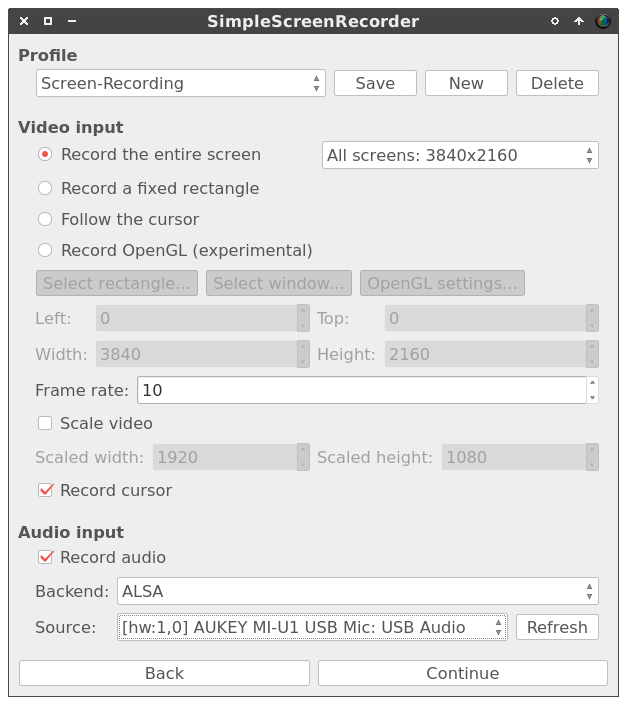 SimpleScreenRecorder
Profile
Screen-Recording Save New Delete
Video input
Record the entire screen All screens: 3840x2160
Record a fixed rectangle
Follow the cursor
Record OpenGL (experimental)
Select rectangle... Select window... OpenGL settings...
Left: 0 Top: 0
Width: 3840 Height: 2160
Frame rate: 10
Scale video
Scaled width: 1920 Scaled height: 1080
Record cursor
Audio input
Record audio
Backend: ALSA
Source: [hw:1,0] AUKEY MI-U1 USB Mic: USB Audio Refresh
Back Continue